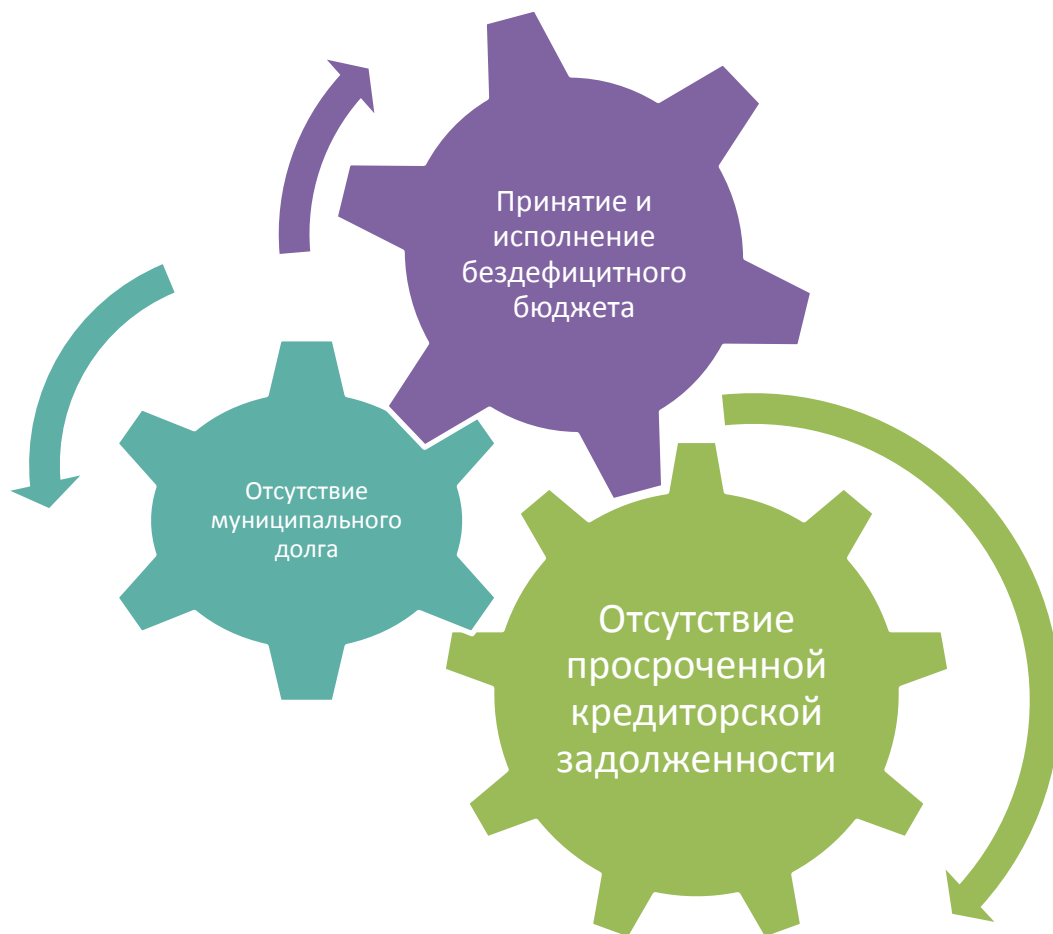 Принятие и
исполнение
бездефицитного
бюджета
Отсутствие
муниципального
долга
Отсутствие
просроченной
кредиторской
задолженности